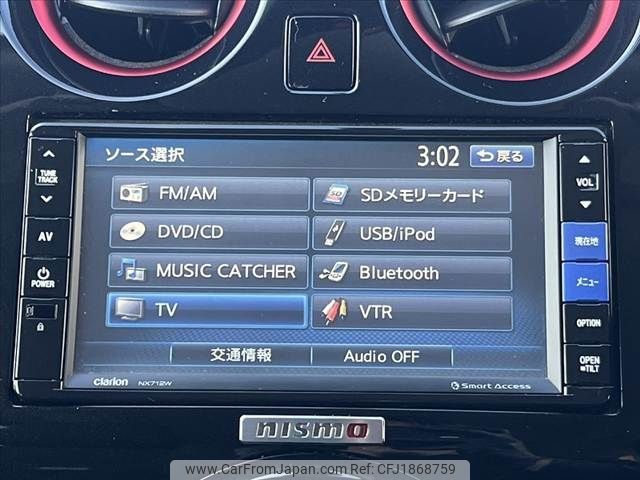 ソース選択
3:02
戻る
FM/AM
SDメモリーカード
DVD/CD
USB/iPod
MUSIC CATCHER
Bluetooth
TV
VTR
交通情報
Audio OFF
TUNE
TRACK
AV
POWER
VOL
現在地
メニュー
OPTION
OPEN
TILT
clarion
NX712W
Smart Access
nismo
www.CarFromJapan.com Ref. No: CFJ1868759